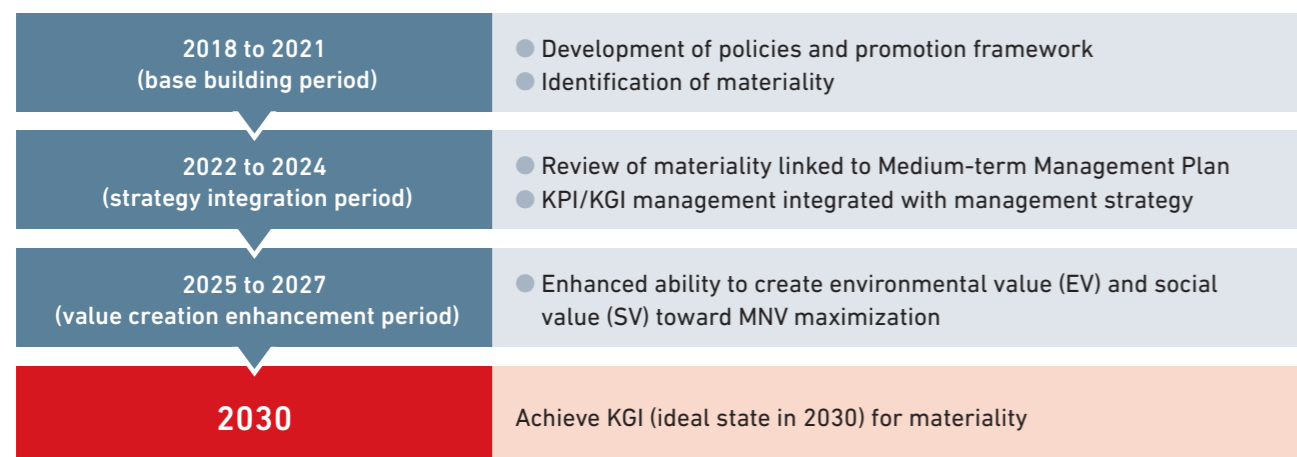 2018 to 2021
(base building period)
● Development of policies and promotion framework
● Identification of materiality
2022 to 2024
(strategy integration period)
● Review of materiality linked to Medium-term Management Plan
● KPI/KGI management integrated with management strategy
2025 to 2027
(value creation enhancement period)
● Enhanced ability to create environmental value (EV) and social
value (SV) toward MNV maximization
2030
Achieve KGI (ideal state in 2030) for materiality